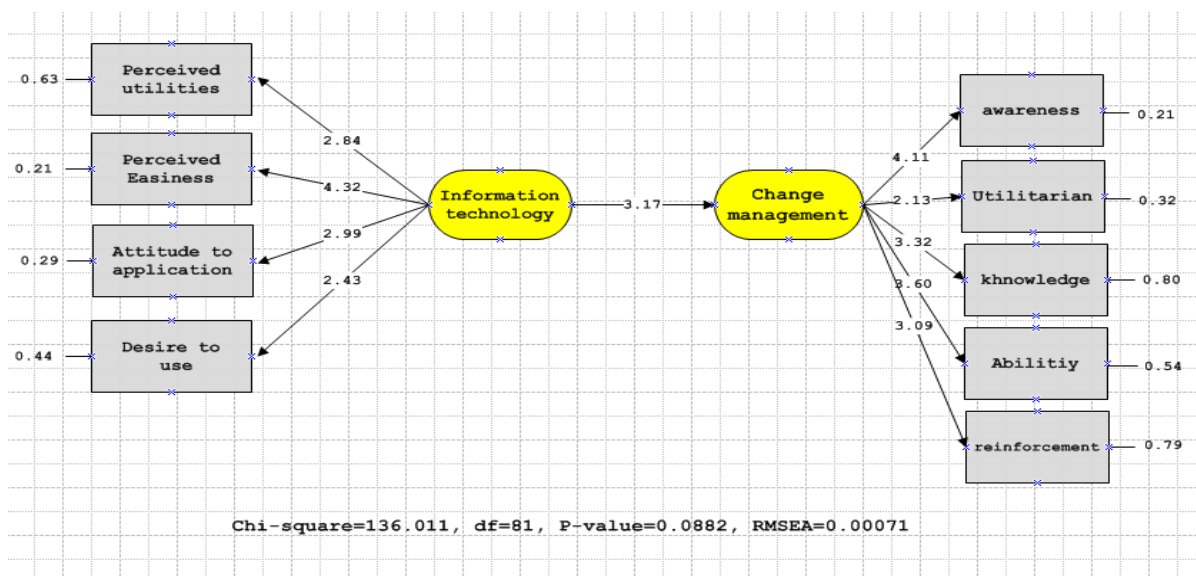 0.63
Perceived
utilities
0.21
Perceived
Easiness
0.29
Attitude to
application
0.44
Desire to
use
2.84
4.32
2.99
2.43
Information
technology
3.17
Change
management
4.11
2.13
3.32
3.60
3.09
awareness
0.21
Utilitarian
0.32
khnowledge
0.80
Abilitiy
0.54
reinforcement
0.79
Chi-square=136.011, df=81, P-value=0.0882, RMSEA=0.00071